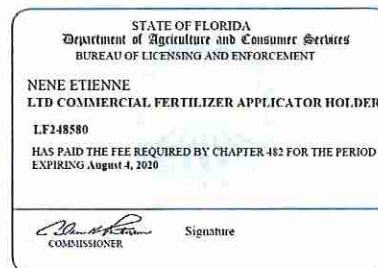 STATE OF FLORIDA
Department of Agriculture and Consumer Services
BUREAU OF LICENSING AND ENFORCEMENT
NENE ETIENNE
LTD COMMERCIAL FERTILIZER APPLICATOR HOLDER
LF248580
HAS PAID THE FEE REQUIRED BY CHAPTER 482 FOR THE PERIOD
EXPIRING August 4, 2020
Signature
COMMISSIONER